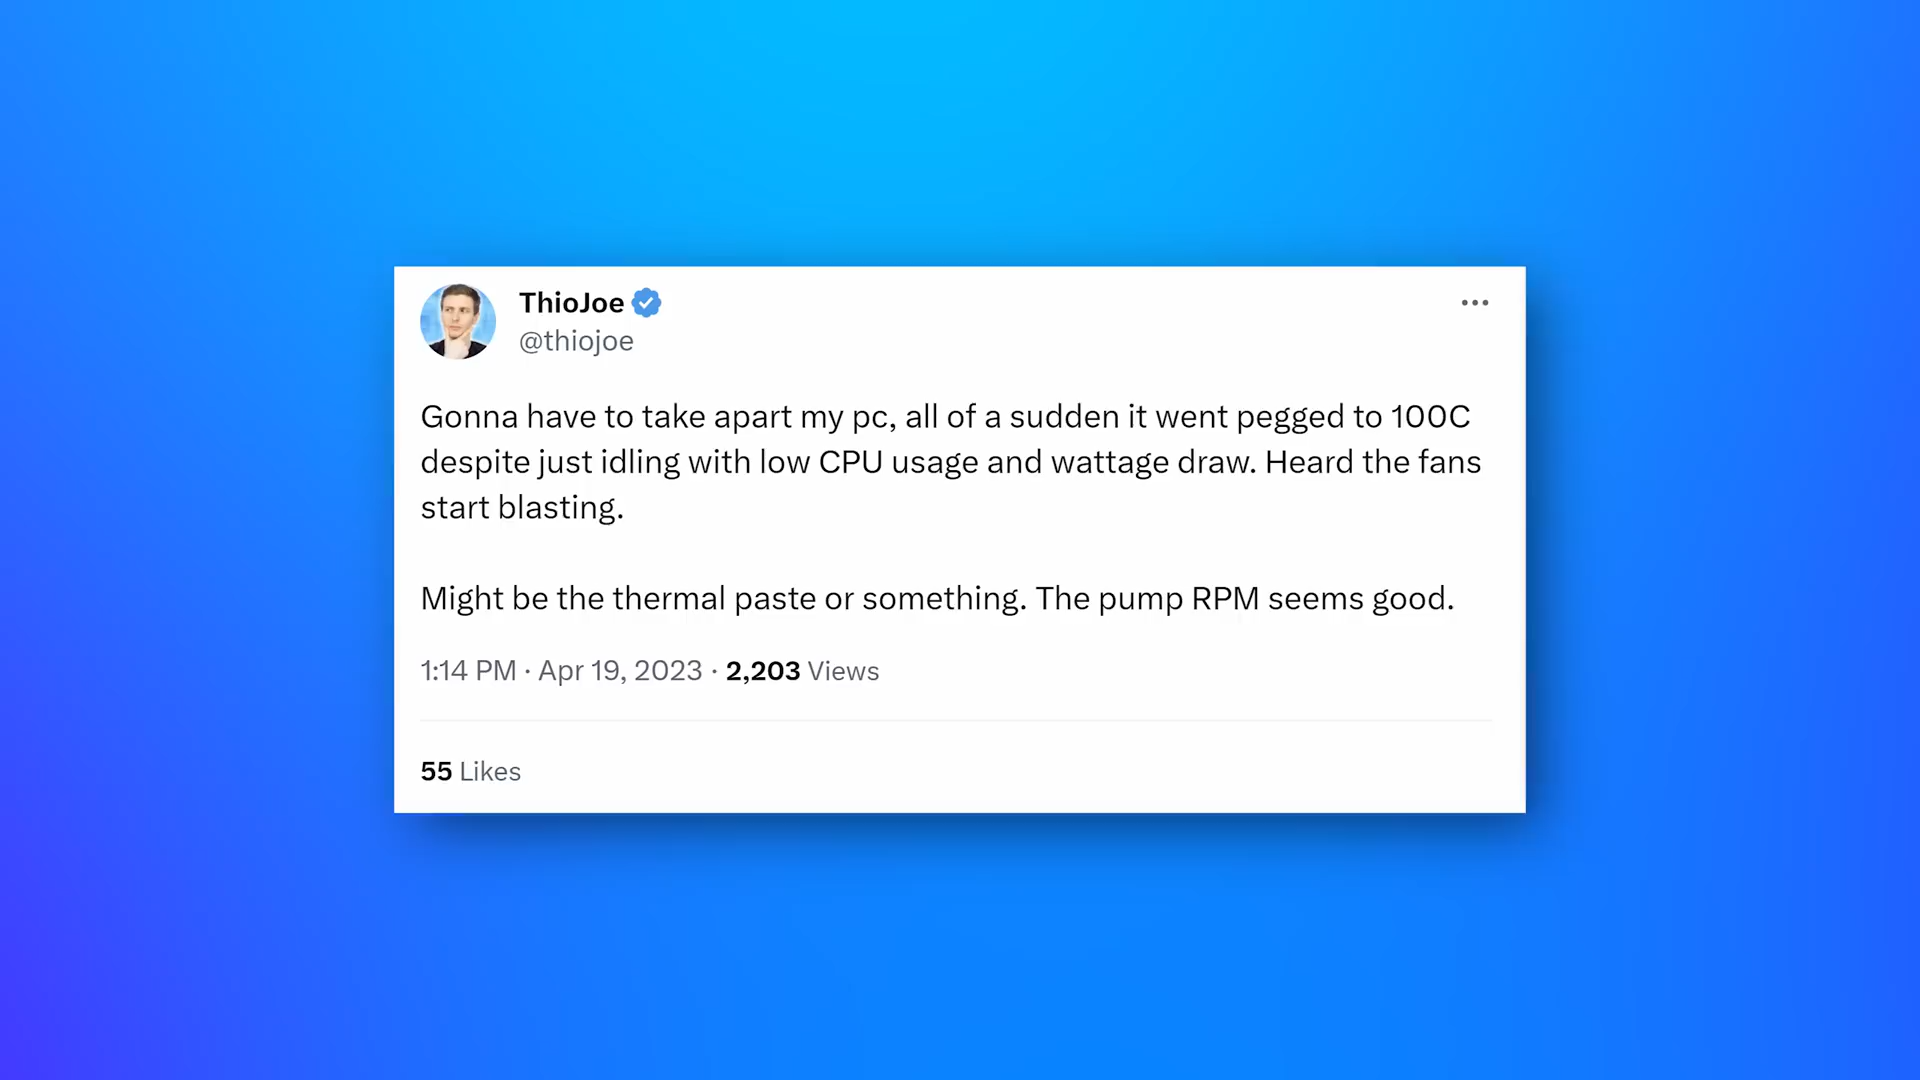 ThioJoe
@thiojoe
Gonna have to take apart my pc, all of a sudden it went pegged to 100C
despite just idling with low CPU usage and wattage draw. Heard the fans
start blasting.
Might be the thermal paste or something. The pump RPM seems good.
1:14 PM · Apr 19, 2023 · 2,203 Views
55 Likes